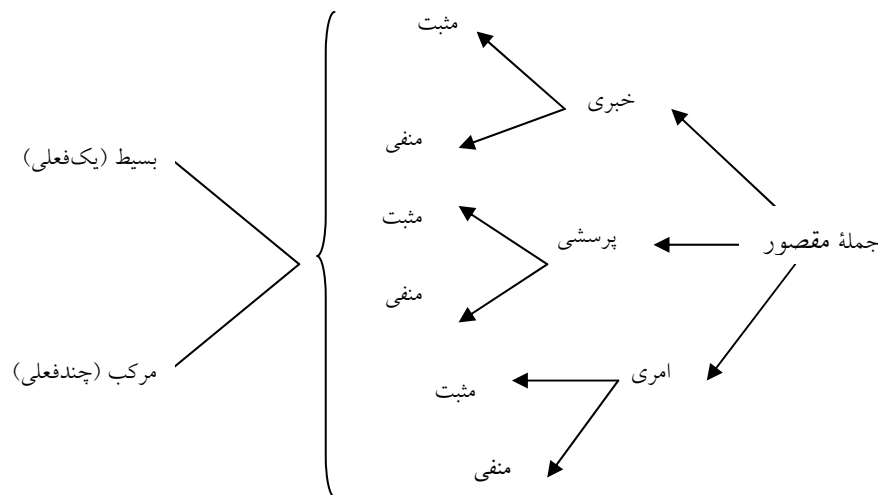 جملهٔ مقصور
خبری
مثبت
منفی
پرسشی
مثبت
منفی
امری
مثبت
منفی
بسیط (یک‌فعلی)
مرکب (چندفعلی)